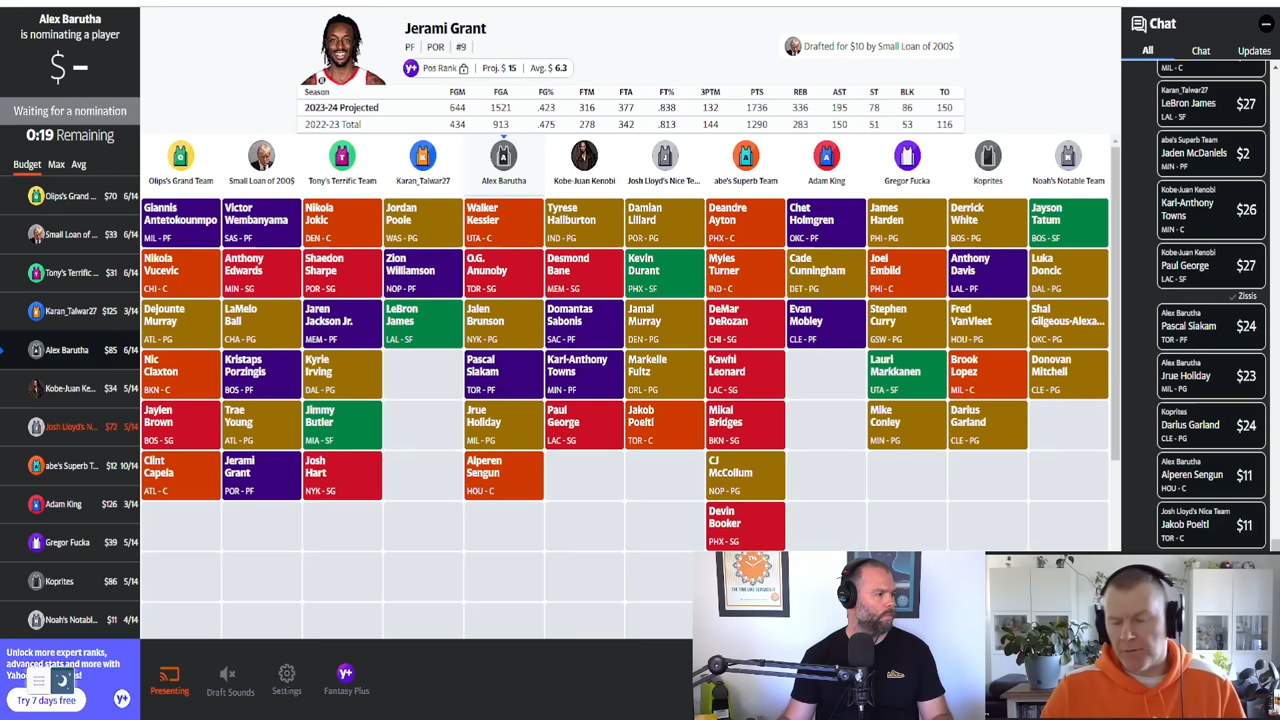 Alex Barutha
is nominating a player
$ –
Waiting for a nomination
0:19 Remaining
Budget Max Avg
Olips's Grand ... $70 6/14
Small Loan of ... $33 6/14
Tony's Terrific ... $31 6/14
Karan_Talwar27 $125 3/14
Alex Barutha $85 6/14
Kobe-Juan Ke... $34 5/14
Josh Lloyd's N... $72 5/14
abe's Superb T... $12 10/14
Adam King $126 3/14
Gregor Fucka $39 5/14
Koprites $86 5/14
Noah's Notabl... $11 4/14
Unlock more expert ranks,
advanced stats and more with
Try 7 days free
y+
Jerami Grant
PF POR #9
y+ Pos Rank Proj. $ 15 Avg. $ 6.3
Drafted for $10 by Small Loan of 200$
Season FGM FGA FG% FTM FTA FT% 3PTM PTS REB AST ST BLK TO
2023-24 Projected 644 1521 .423 316 377 .838 132 1736 336 195 78 86 150
2022-23 Total 434 913 .475 278 342 .813 144 1290 283 150 51 53 116
Olips's Grand Team Small Loan of 200$ Tony's Terrific Team Karan_Talwar27 Alex Barutha Kobe-Juan Kenobi Josh Lloyd's Nice Te... abe's Superb Team Adam King Gregor Fucka Koprites Noah's Notable Team
Giannis Victor Nikola Jordan Walker Tyrese Damian Deandre Chet James Derrick Jayson
Antetokounmpo Wembanyama Jokic Poole Kessler Haliburton Lillard Ayton Holmgren Harden White Tatum
MIL - PF SAS - PF DEN - C WAS - PG UTA - C IND - PG POR - PG PHX - C OKC - PF PHI - PG BOS - PG BOS - SF
Nikola Anthony Shaedon Zion O.G. Desmond Kevin Myles Cade Joel Anthony Luka
Vucevic Edwards Sharpe Williamson Anunoby Bane Durant Turner Cunningham Embiid Davis Doncic
CHI - C MIN - SG POR - SG NOP - PF TOR - SG MEM - SG PHX - SF IND - C DET - PG PHI - C LAL - PF DAL - PG
Dejounte LaMelo Jaren LeBron Jalen Domantas Jamal DeMar Evan Stephen Fred Shai
Murray Ball Jackson Jr. James Brunson Sabonis Murray DeRozan Mobley Curry VanVleet Gilgeous-Alexa...
ATL - PG CHA - PG MEM - PF LAL - SF NYK - PG SAC - PF DEN - PG CHI - SG CLE - PF GSW - PG HOU - PG OKC - PG
Nic Kristaps Kyrie Pascal Karl-Anthony Markelle Kawhi Lauri Brook Donovan
Claxton Porzingis Irving Siakam Towns Fultz Leonard Markkanen Lopez Mitchell
BKN - C BOS - PF DAL - PG TOR - PF MIN - PF ORL - PG LAC - SG UTA - SF MIL - C CLE - PG
Jaylen Trae Jimmy Jrue Paul Jakob Mikal Mike Darius
Brown Young Butler Holiday George Poeltl Bridges Conley Garland
BOS - SG ATL - PG MIA - SF MIL - PG LAC - SG TOR - C BKN - SG MIN - PG CLE - PG
Clint Jerami Josh Alperen CJ
Capela Grant Hart Sengun McCollum
ATL - C POR - PF NYK - SG HOU - C NOP - PG
Devin
Booker
PHX - SG
Presenting Draft Sounds Settings Fantasy Plus
Chat
All Chat Updates
MIL - C
Karan_Talwar27
LeBron James $27
LAL - SF
abe's Superb Team
Jaden McDaniels $2
MIN - PF
Kobe-Juan Kenobi
Karl-Anthony
Towns $26
MIN - C
Kobe-Juan Kenobi
Paul George $27
LAC - SF
Zissis
Alex Barutha
Pascal Siakam $24
TOR - PF
Alex Barutha
Jrue Holiday $23
MIL - PG
Koprites
Darius Garland $24
CLE - PG
Alex Barutha
Alperen Sengun $11
HOU - C
Josh Lloyd's Nice Team
Jakob Poeltl $11
TOR - C